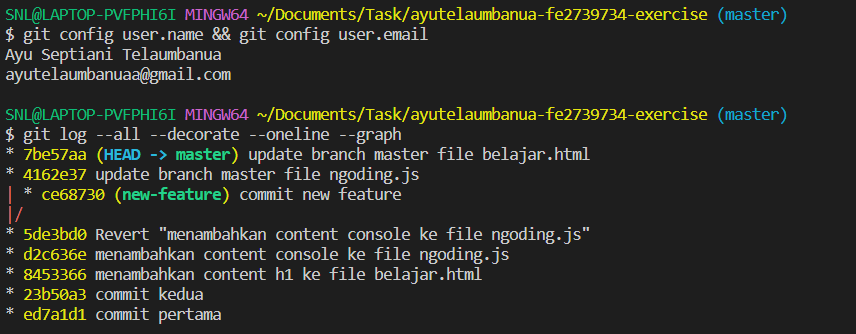 SNL@LAPTOP-PVFPHI6I MINGW64 ~/Documents/Task/ayutelaumbanua-fe2739734-exercise (master)
$ git config user.name && git config user.email
Ayu Septiani Telaumbanua
ayutelaumbanuaa@gmail.com

SNL@LAPTOP-PVFPHI6I MINGW64 ~/Documents/Task/ayutelaumbanua-fe2739734-exercise (master)
$ git log --all --decorate --oneline --graph
* 7be57aa (HEAD -> master) update branch master file belajar.html
* 4162e37 update branch master file ngoding.js
| * ce68730 (new-feature) commit new feature
|/
* 5de3bd0 Revert "menambahkan content console ke file ngoding.js"
* d2c636e menambahkan content console ke file ngoding.js
* 8453366 menambahkan content h1 ke file belajar.html
* 23b50a3 commit kedua
* ed7a1d1 commit pertama